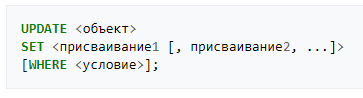 UPDATE <объект>
SET <присваивание1 [, присваивание2, ...]>
[WHERE <условие>];